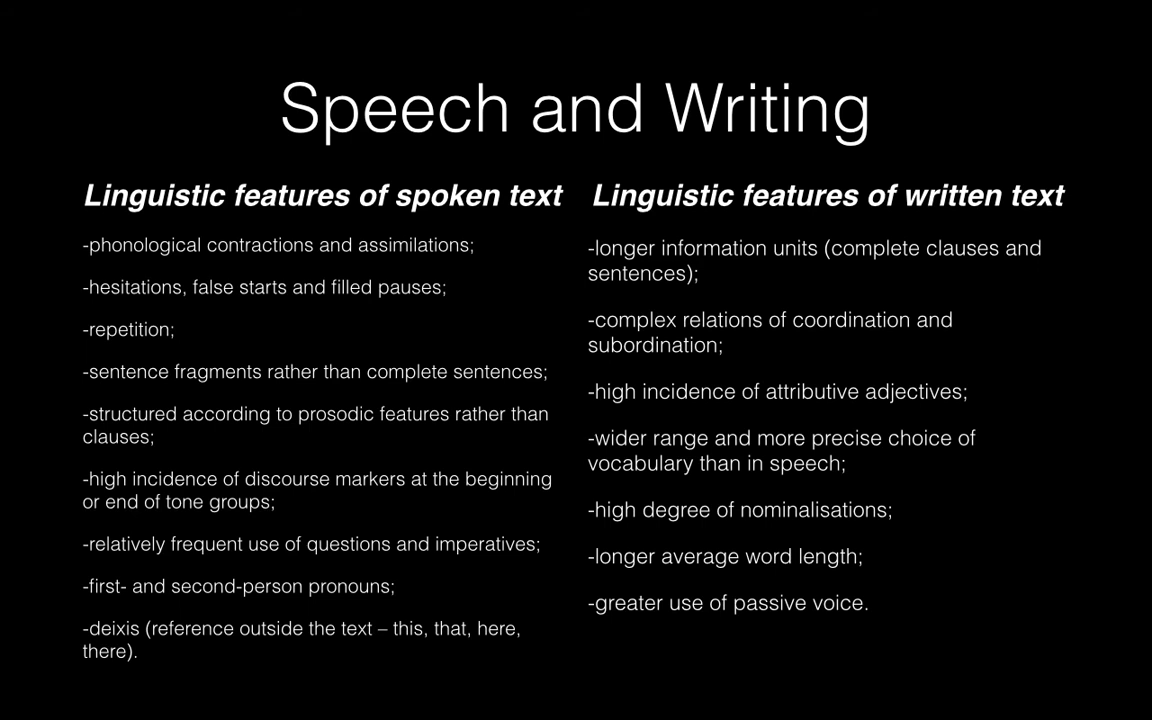 Speech and Writing
Linguistic features of spoken text
-phonological contractions and assimilations;
-hesitations, false starts and filled pauses;
-repetition;
-sentence fragments rather than complete sentences;
-structured according to prosodic features rather than
clauses;
-high incidence of discourse markers at the beginning
or end of tone groups;
-relatively frequent use of questions and imperatives;
-first- and second-person pronouns;
-deixis (reference outside the text – this, that, here,
there).
Linguistic features of written text
-longer information units (complete clauses and
sentences);
-complex relations of coordination and
subordination;
-high incidence of attributive adjectives;
-wider range and more precise choice of
vocabulary than in speech;
-high degree of nominalisations;
-longer average word length;
-greater use of passive voice.